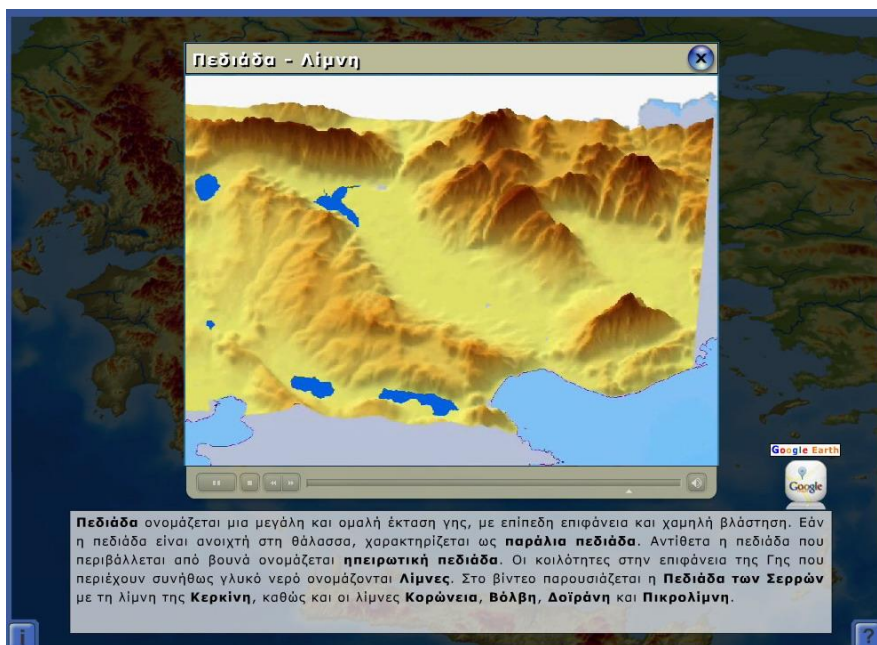 Πεδιάδα - Λίμνη
Google Earth
Google
Πεδιάδα ονομάζεται μια μεγάλη και ομαλή έκταση γης, με επίπεδη επιφάνεια και χαμηλή βλάστηση. Εάν
η πεδιάδα είναι ανοιχτή στη θάλασσα, χαρακτηρίζεται ως παράλια πεδιάδα. Αντίθετα η πεδιάδα που
περιβάλλεται από βουνά ονομάζεται ηπειρωτική πεδιάδα. Οι κοιλότητες στην επιφάνεια της Γης που
περιέχουν συνήθως γλυκό νερό ονομάζονται Λίμνες. Στο βίντεο παρουσιάζεται η Πεδιάδα των Σερρών
με τη λίμνη της Κερκίνη, καθώς και οι λίμνες Κορώνεια, Βόλβη, Δοϊράνη και Πικρολίμνη.
i
?